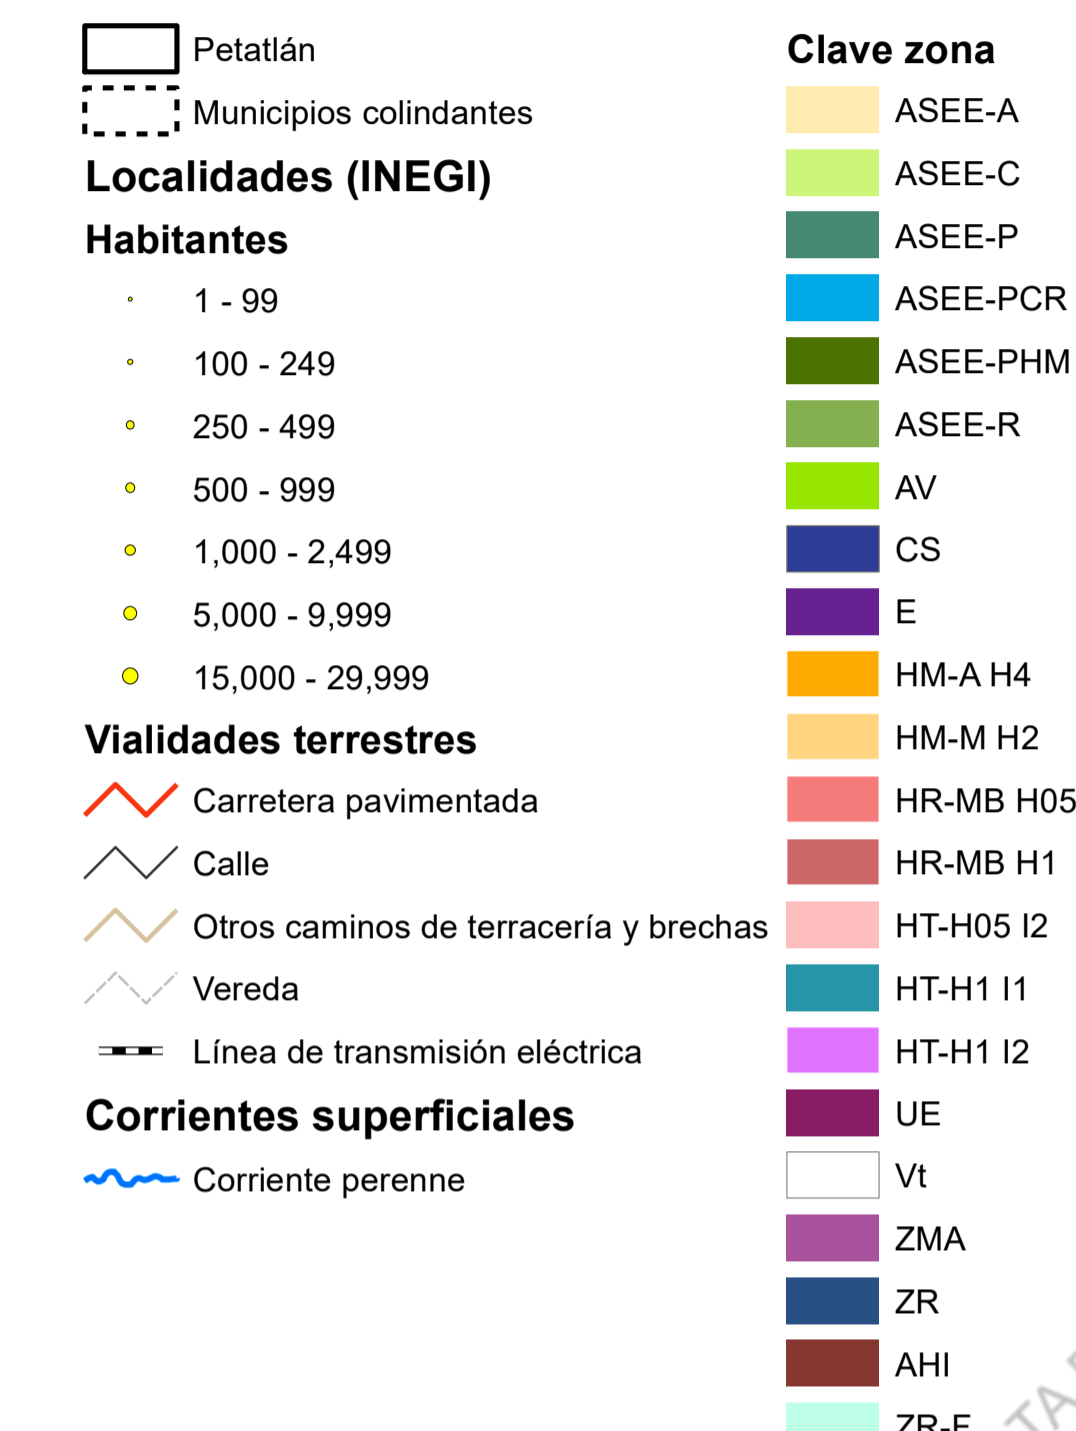 Petatlán
Municipios colindantes
Localidades (INEGI)
Habitantes
1 - 99
100 - 249
250 - 499
500 - 999
1,000 - 2,499
5,000 - 9,999
15,000 - 29,999
Vialidades terrestres
Carretera pavimentada
Calle
Otros caminos de terracería y brechas
Vereda
Línea de transmisión eléctrica
Corrientes superficiales
Corriente perenne
Clave zona
ASEE-A
ASEE-C
ASEE-P
ASEE-PCR
ASEE-PHM
ASEE-R
AV
CS
E
HM-A H4
HM-M H2
HR-MB H05
HR-MB H1
HT-H05 I2
HT-H1 I1
HT-H1 I2
UE
Vt
ZMA
ZR
AHI